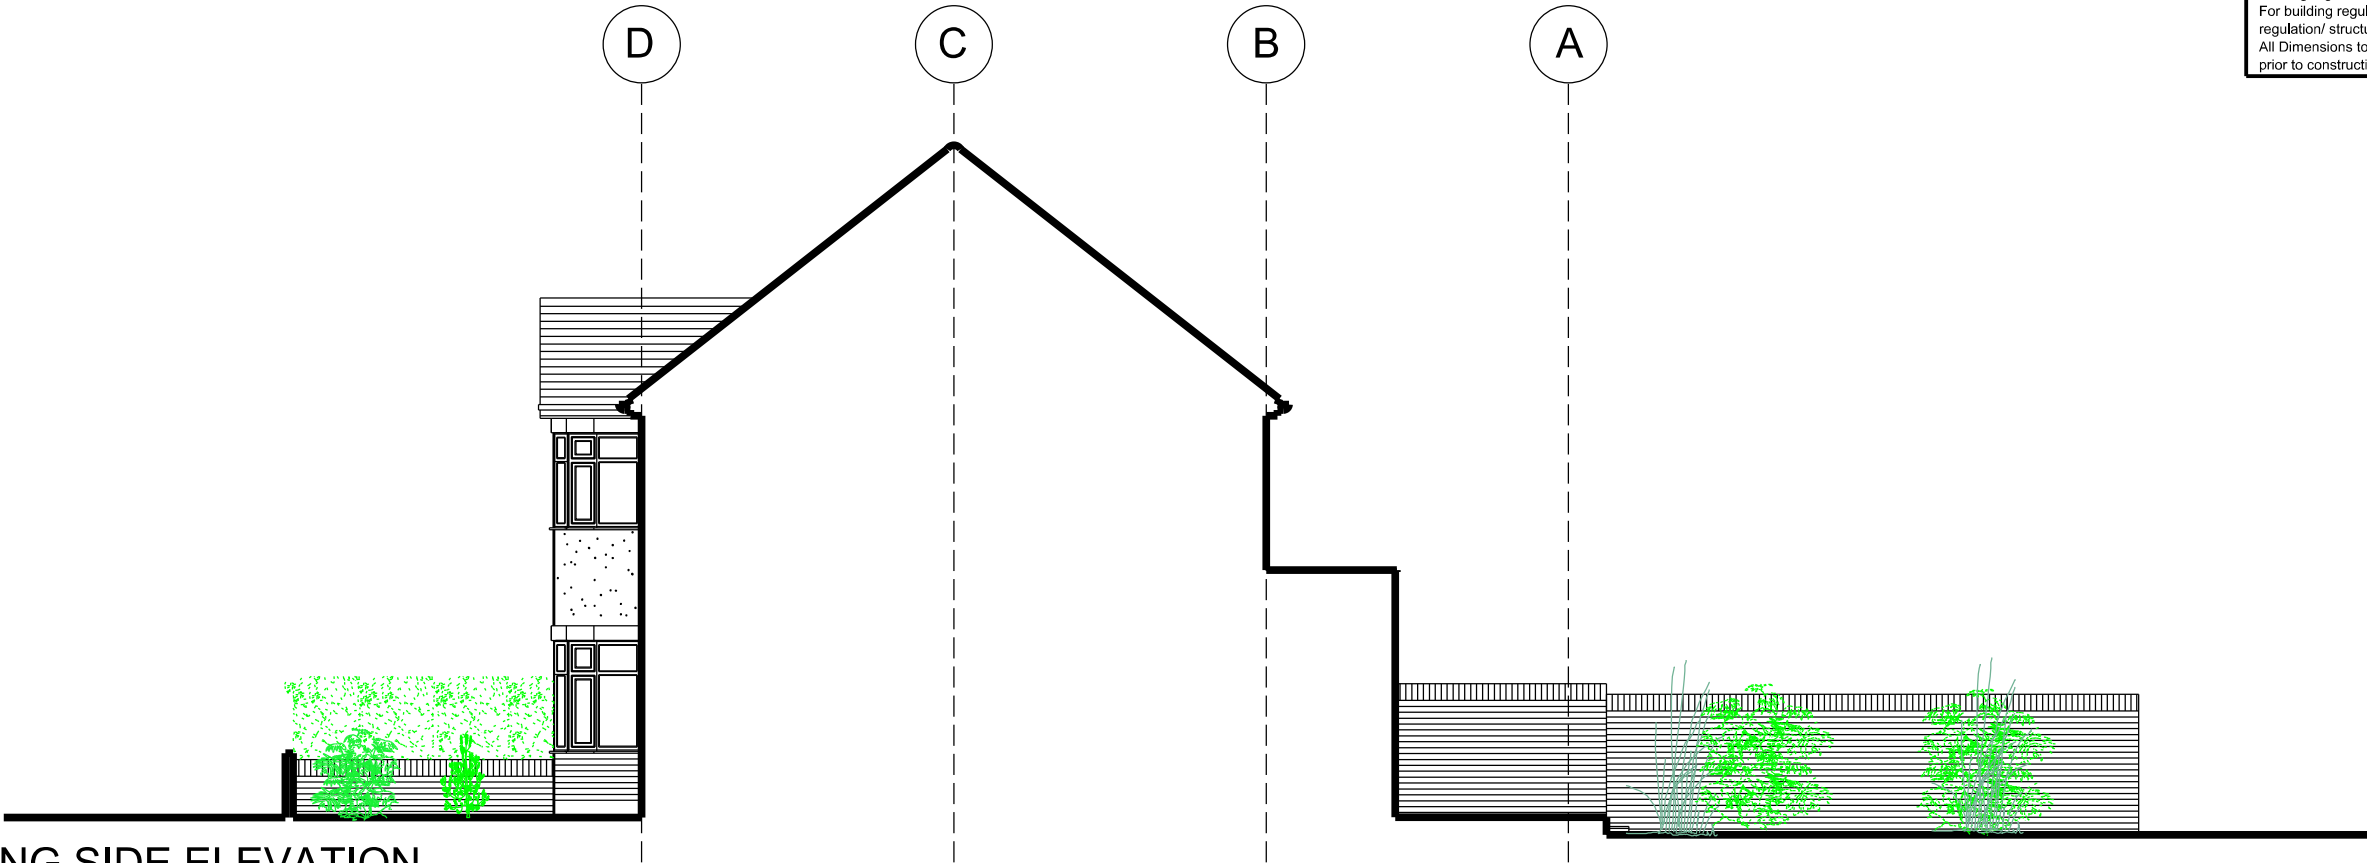 D C B A
For building regul
regulation/ structu
All Dimensions to
prior to constructi
NG SIDE ELEVATION